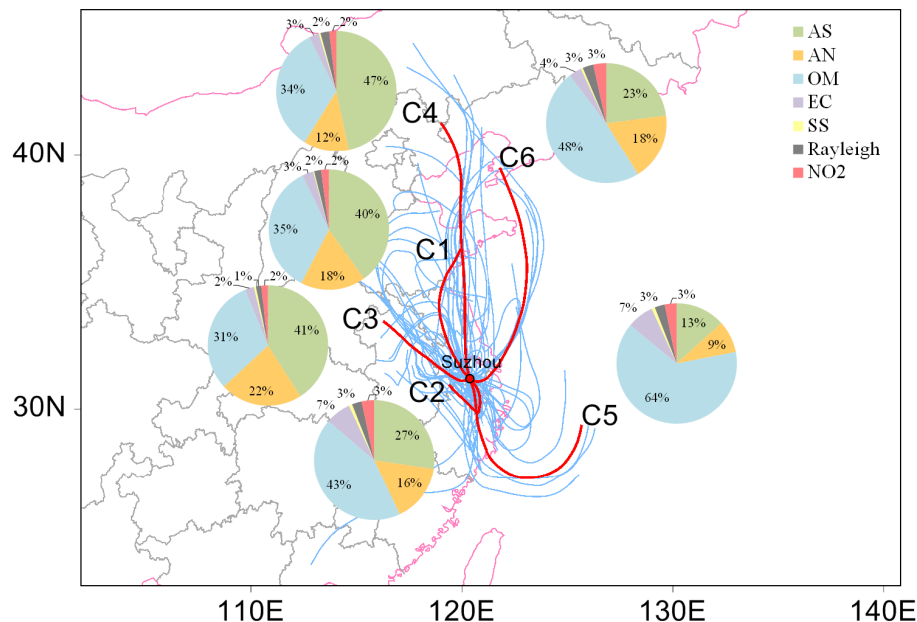 3% 2% 2%
47%
34%
12%
C4
4% 3% 3%
23%
18%
48%
C6
AS
AN
OM
EC
SS
Rayleigh
NO2
40N
3% 2% 2%
40%
35%
18%
C1
2% 1% 2%
41%
31%
22%
C3
Suzhou
C2
7% 3% 3%
13%
9%
64%
30N
7% 3% 3%
27%
16%
43%
C5
110E 120E 130E 140E